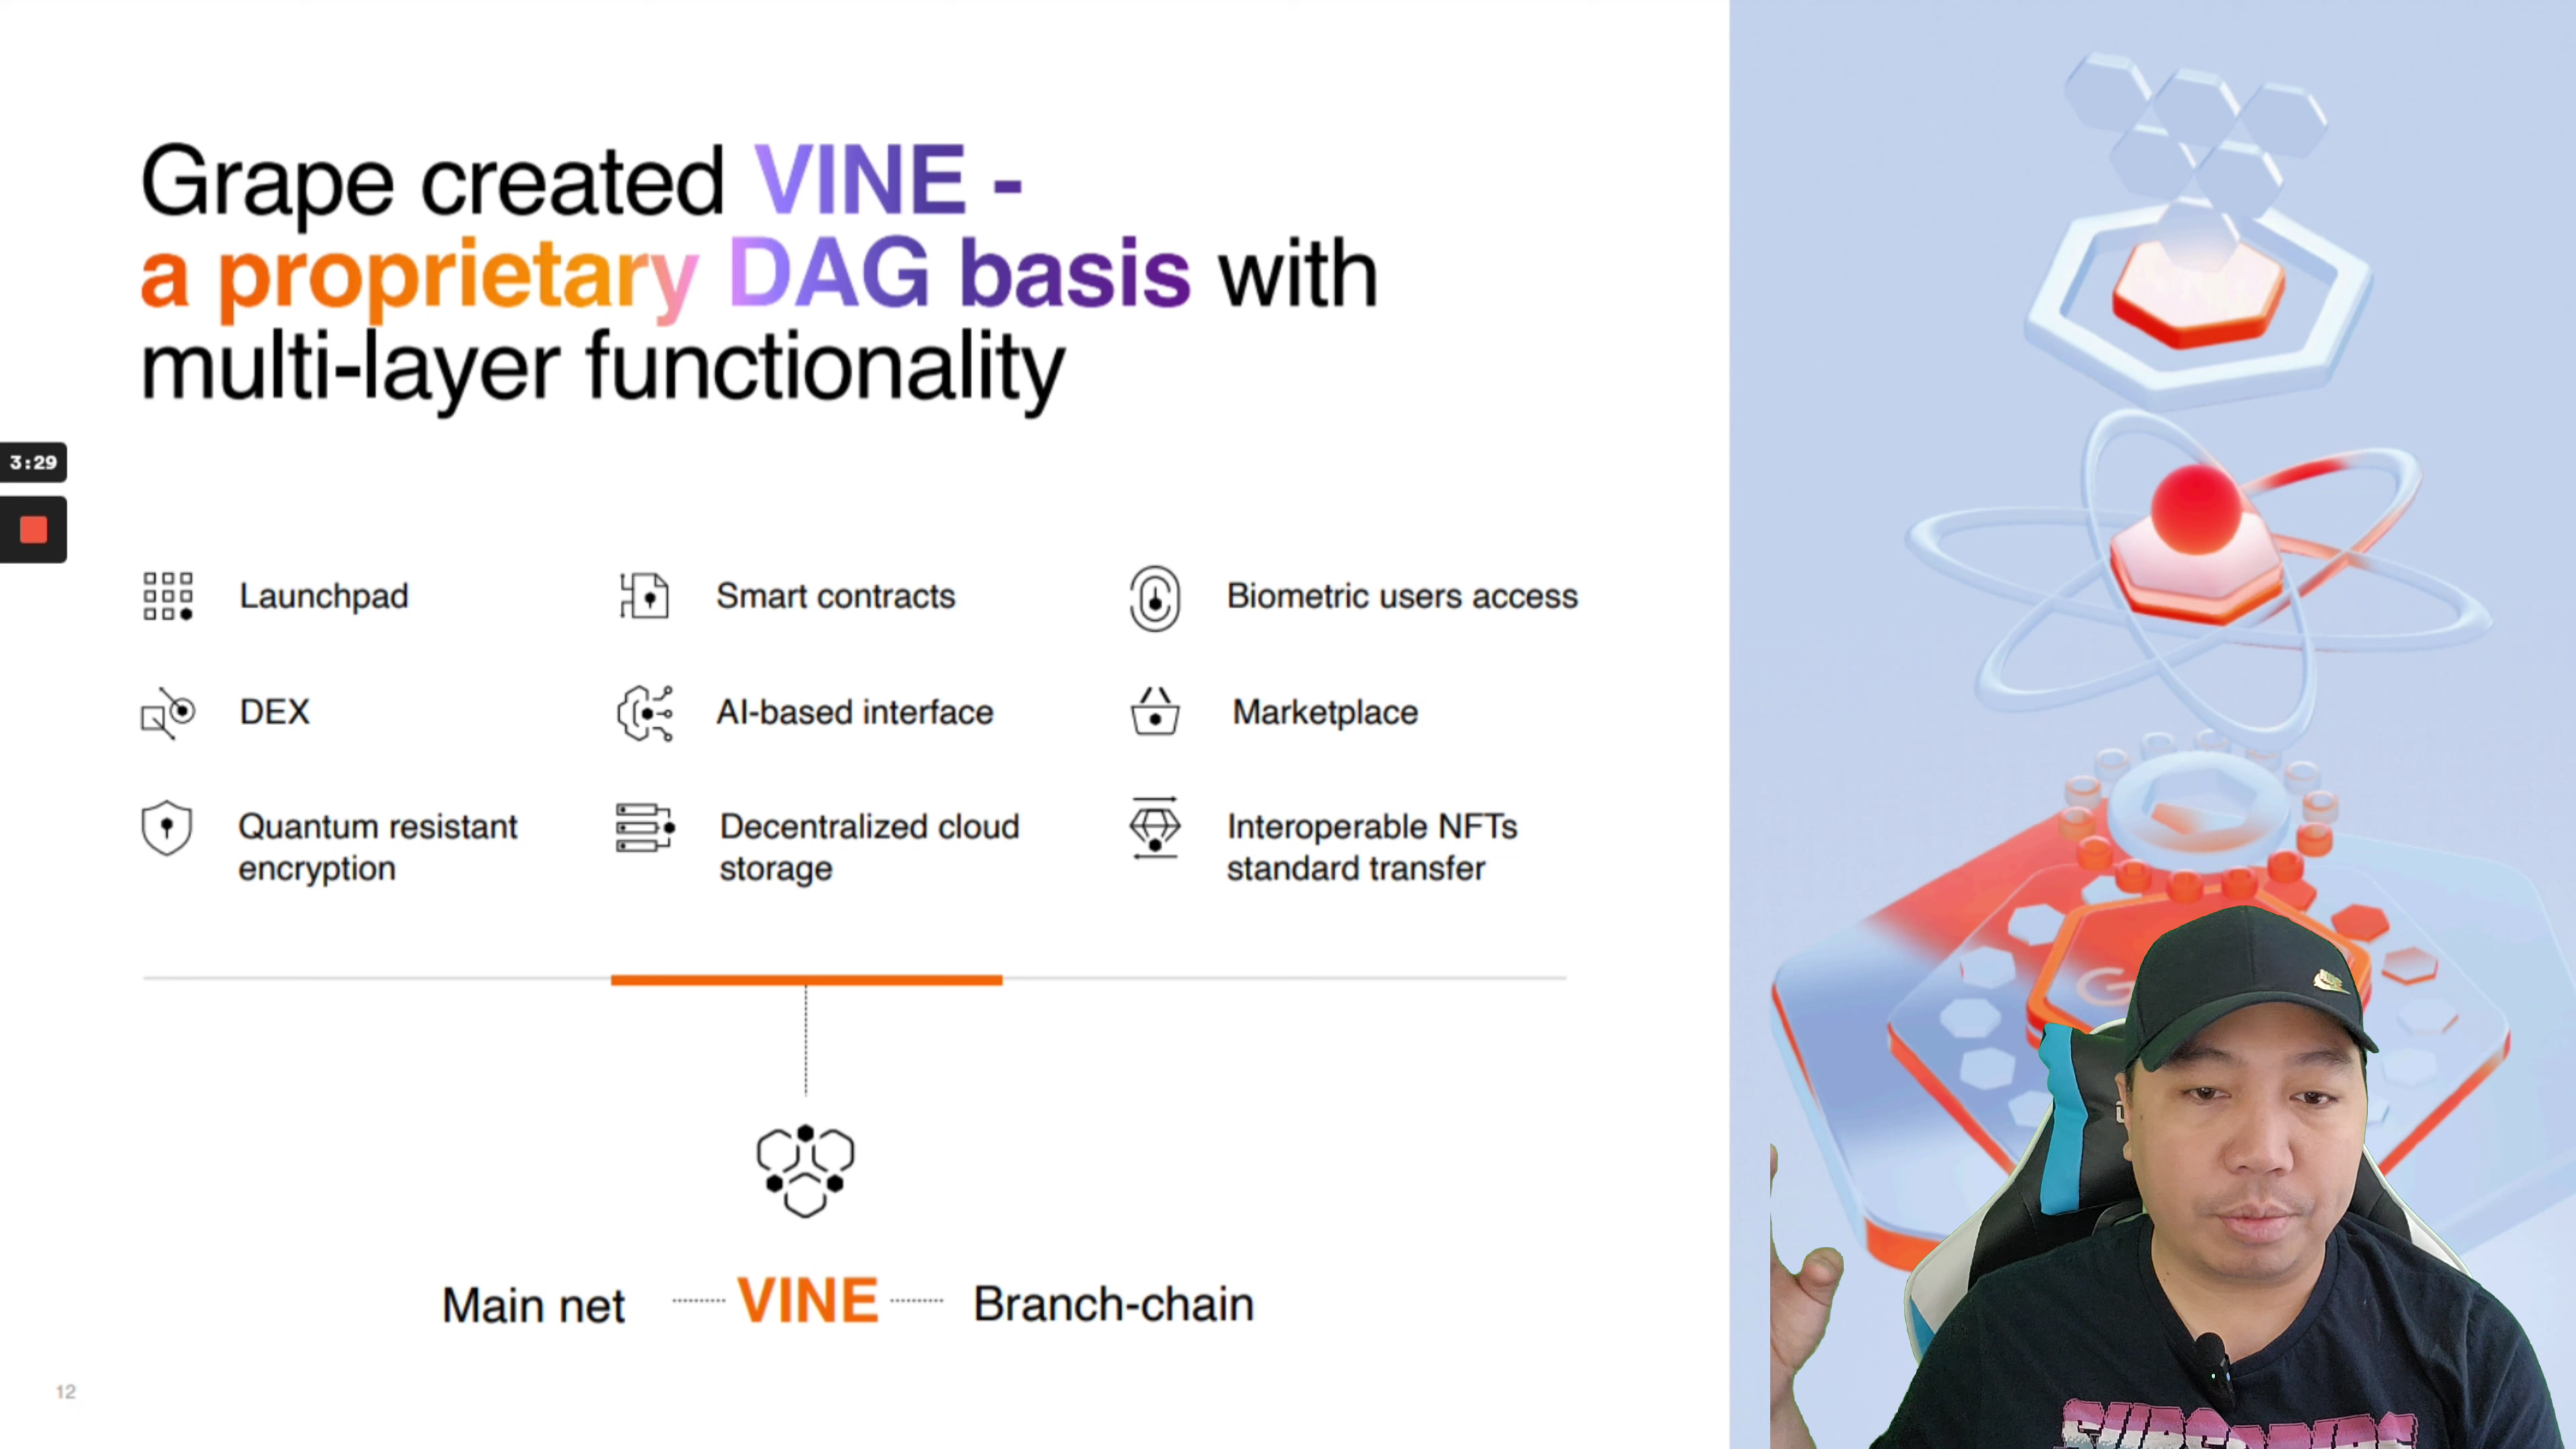 Grape created VINE -
a proprietary DAG basis with
multi-layer functionality
3:29
Launchpad
Smart contracts
Biometric users access
DEX
AI-based interface
Marketplace
Quantum resistant
encryption
Decentralized cloud
storage
Interoperable NFTs
standard transfer
Main net
VINE
Branch-chain
12